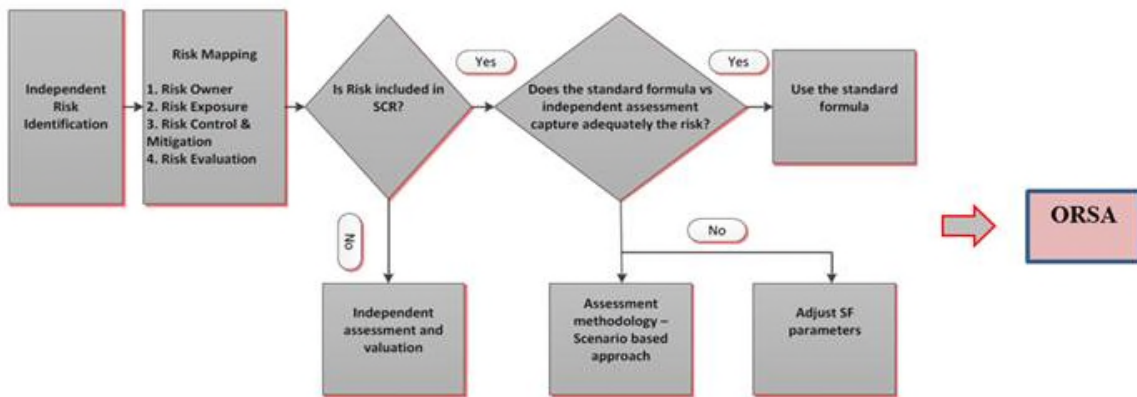 Independent
Risk
Identification
Risk Mapping
1. Risk Owner
2. Risk Exposure
3. Risk Control &
Mitigation
4. Risk Evaluation
Is Risk included in
SCR?
Yes
Does the standard formula vs
independent assessment
capture adequately the risk?
Yes
Use the standard
formula
No
Independent
assessment and
valuation
No
Assessment
methodology –
Scenario based
approach
Adjust SF
parameters
ORSA